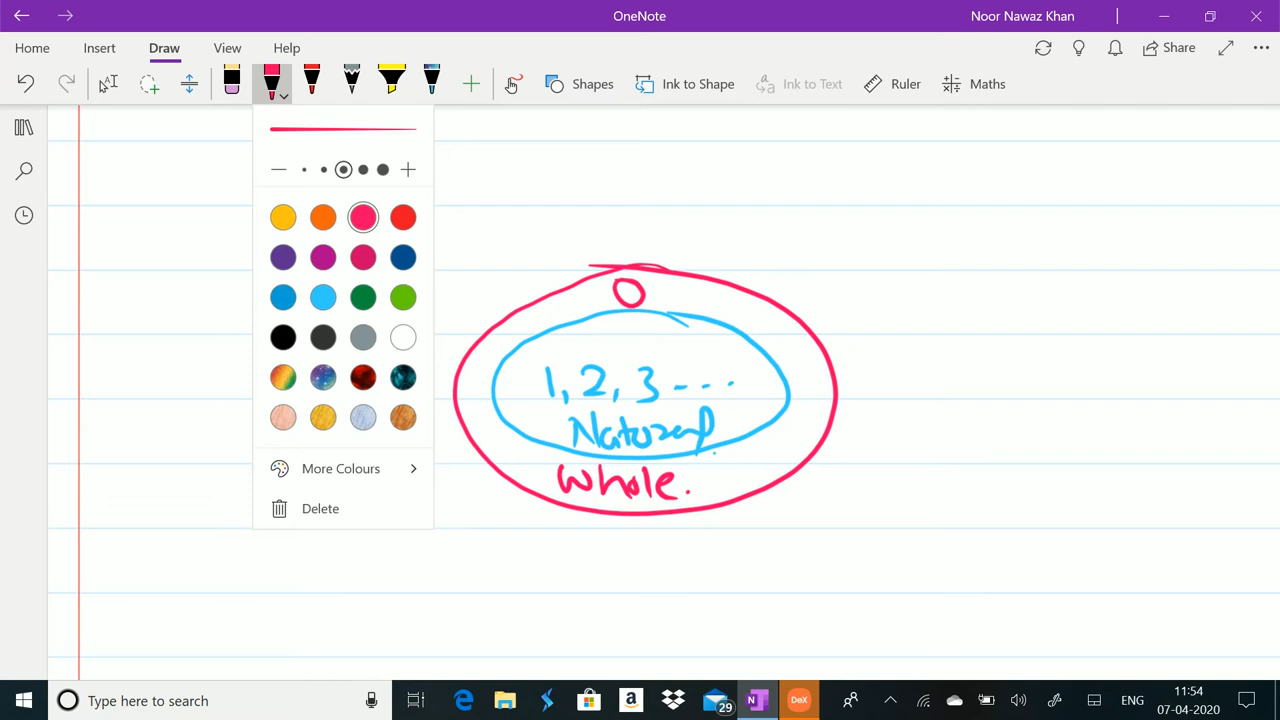 OneNote
Noor Nawaz Khan
Home Insert Draw View Help
Share
Shapes
Ink to Shape
Ink to Text
Ruler
Maths
More Colours
Delete
0
1, 2, 3 - - -
Natural
Whole.
Type here to search
a
29
N
DeX
ENG
11:54
07-04-2020